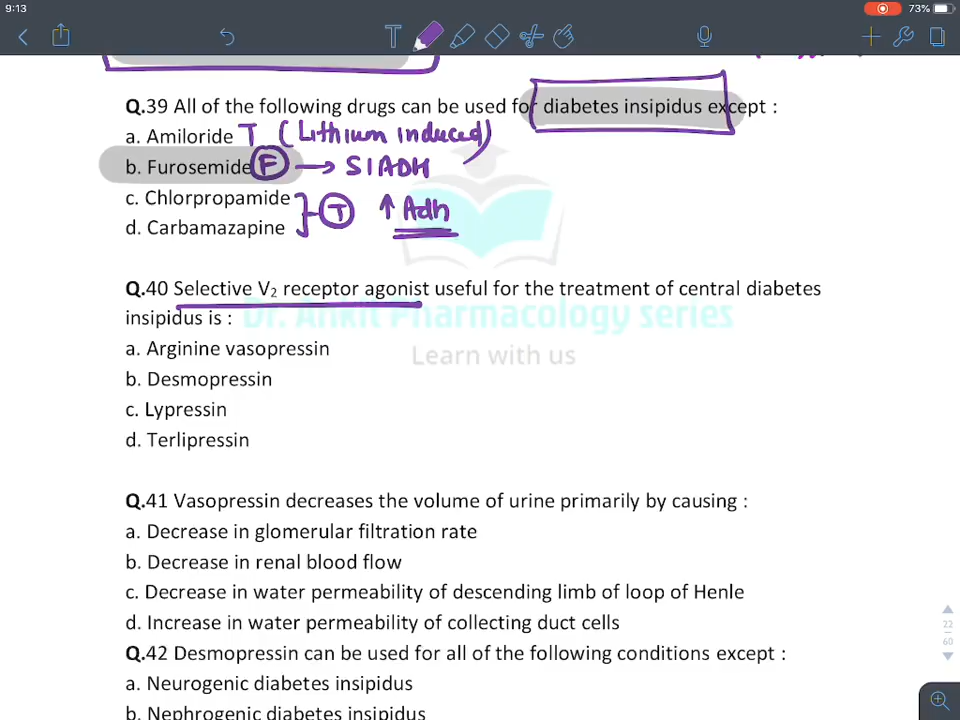 9:13
73%
T
Q.39 All of the following drugs can be used for diabetes insipidus except :
a. Amiloride T (Lithium induced)
b. Furosemide F → SIADH
c. Chlorpropamide
T ↑ Adh
d. Carbamazapine
Q.40 Selective V₂ receptor agonist useful for the treatment of central diabetes
insipidus is :
Dr. Ankit Pharmacology series
a. Arginine vasopressin
Learn with us
b. Desmopressin
c. Lypressin
d. Terlipressin
Q.41 Vasopressin decreases the volume of urine primarily by causing :
a. Decrease in glomerular filtration rate
b. Decrease in renal blood flow
c. Decrease in water permeability of descending limb of loop of Henle
d. Increase in water permeability of collecting duct cells
22
60
Q.42 Desmopressin can be used for all of the following conditions except :
a. Neurogenic diabetes insipidus
b. Nephrogenic diabetes insipidus